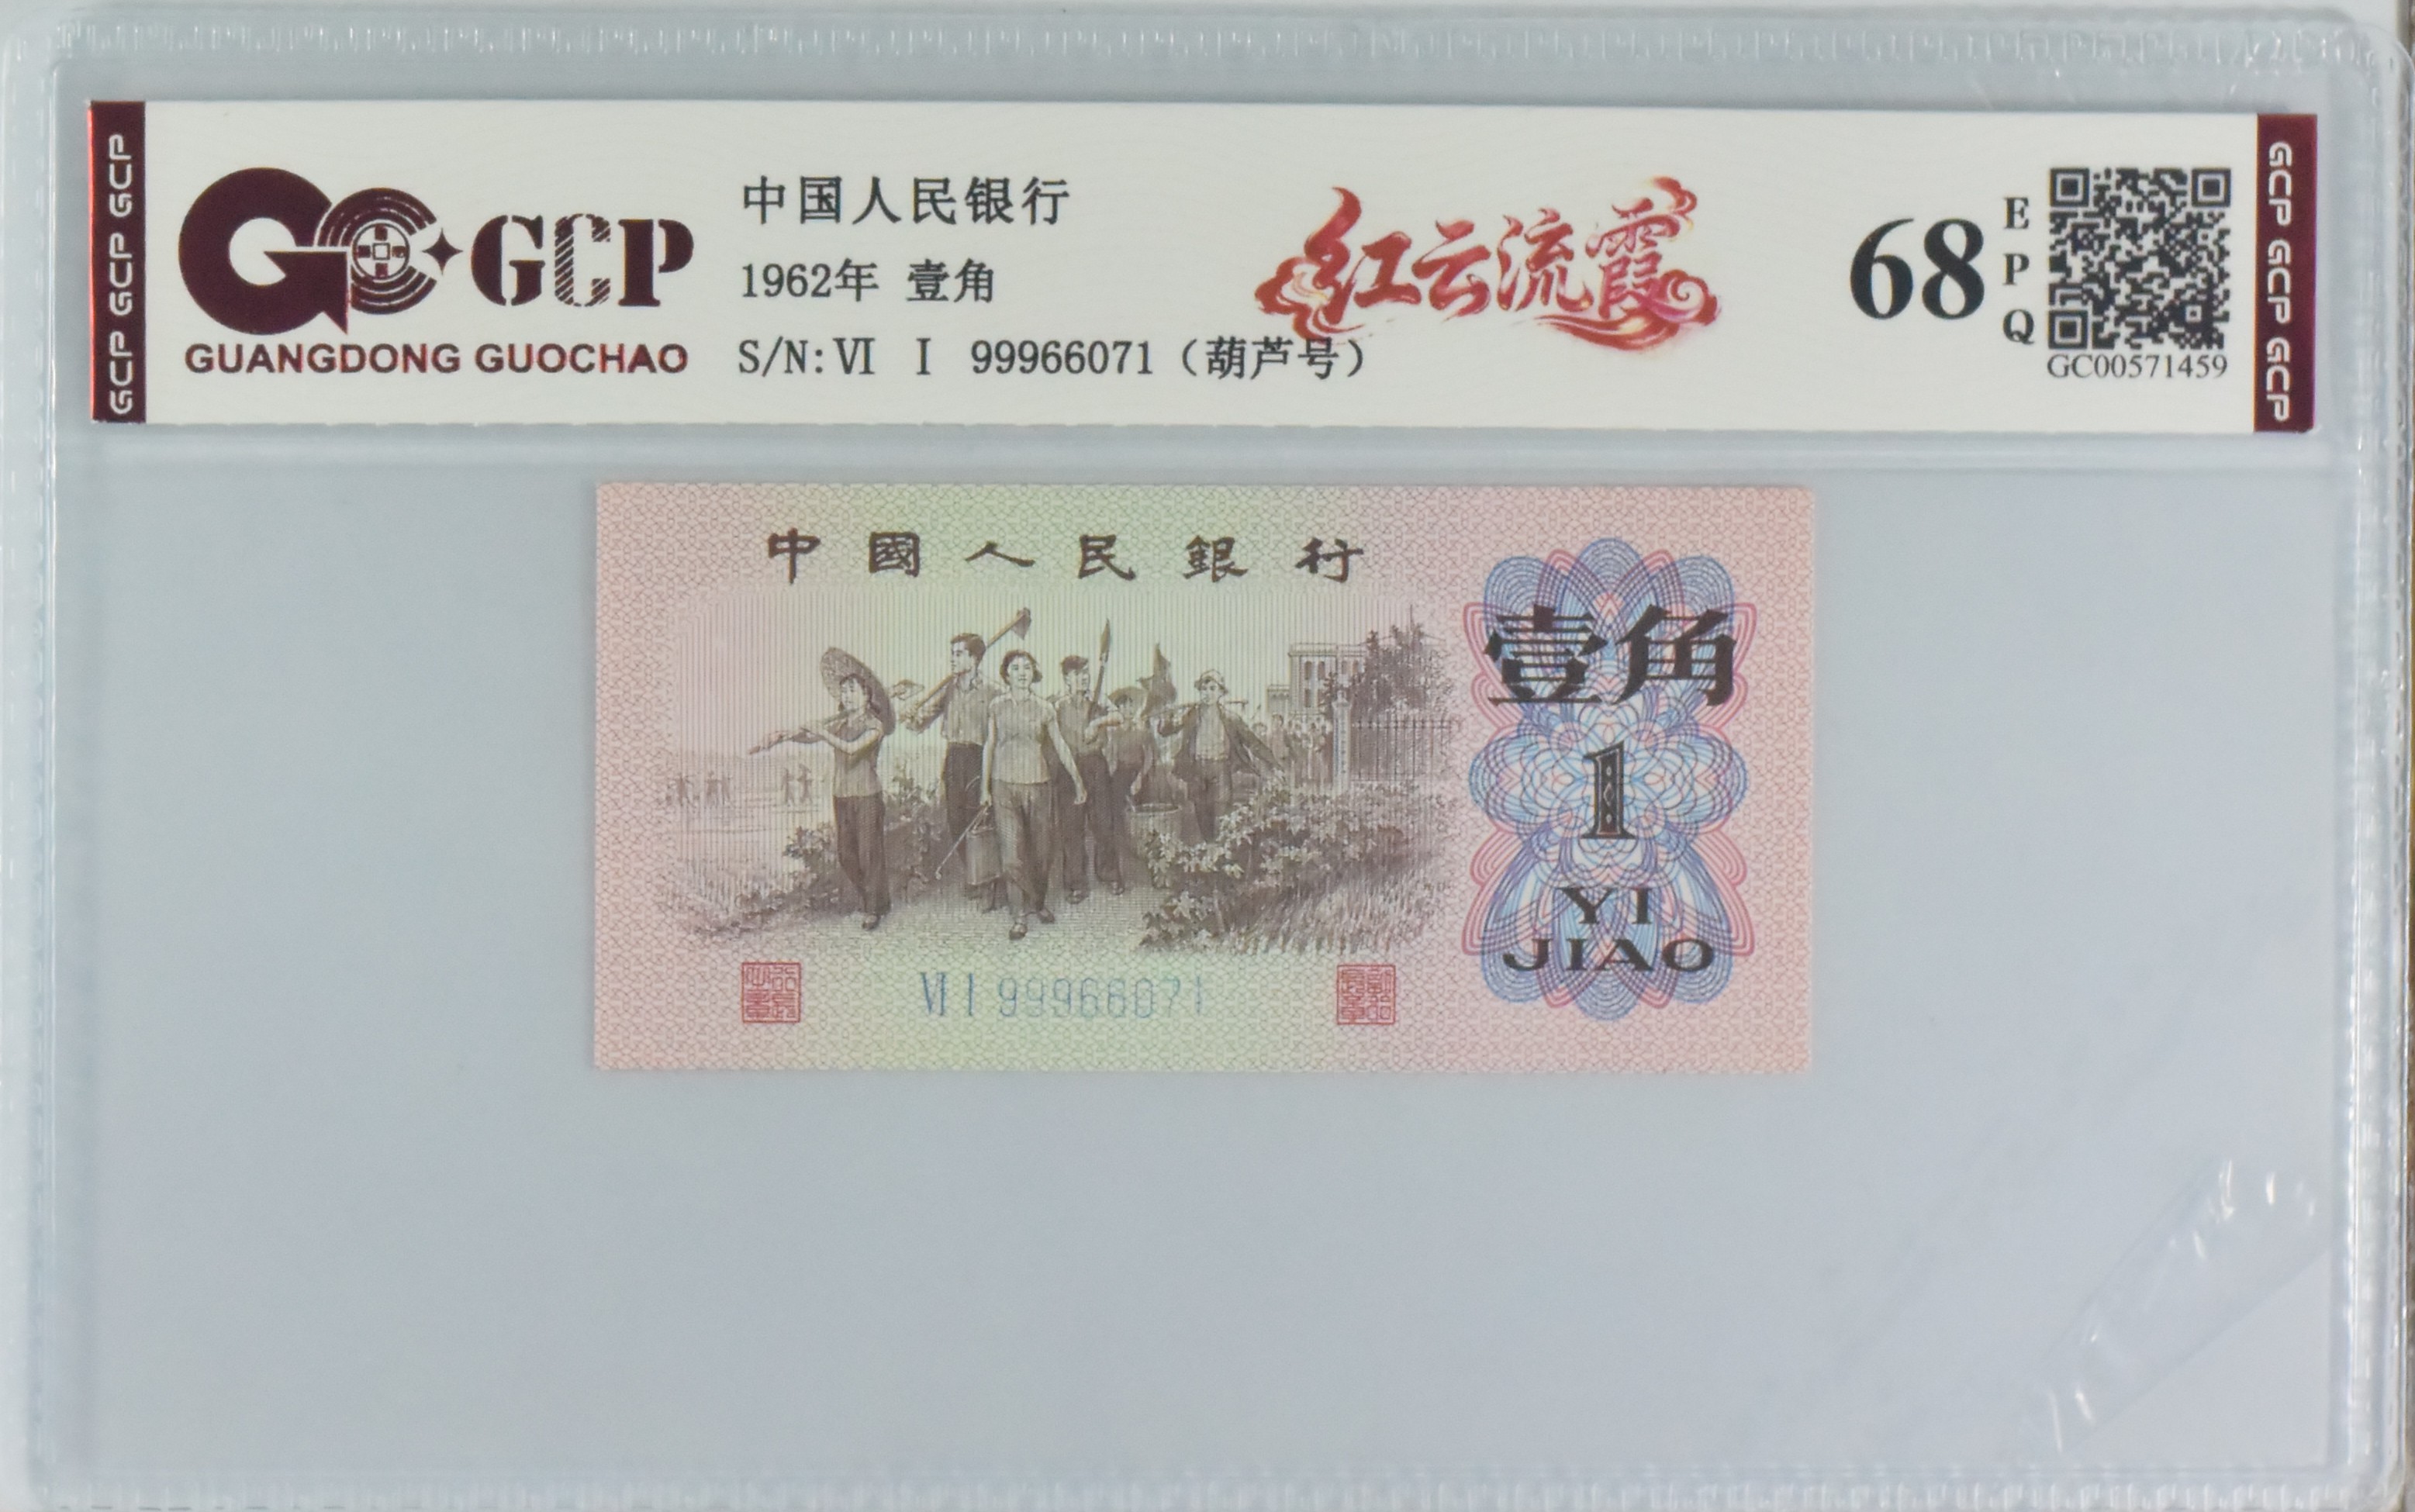 GCP GCP GCP
GCP
GUANGDONG GUOCHAO
中国人民银行
1962年 壹角
S/N: VI I 99966071（葫芦号）
红云流霞
68
EPQ
GC00571459
GCP GCP GCP
中國人民銀行
壹角
1
YI
JIAO
VI I 99966071